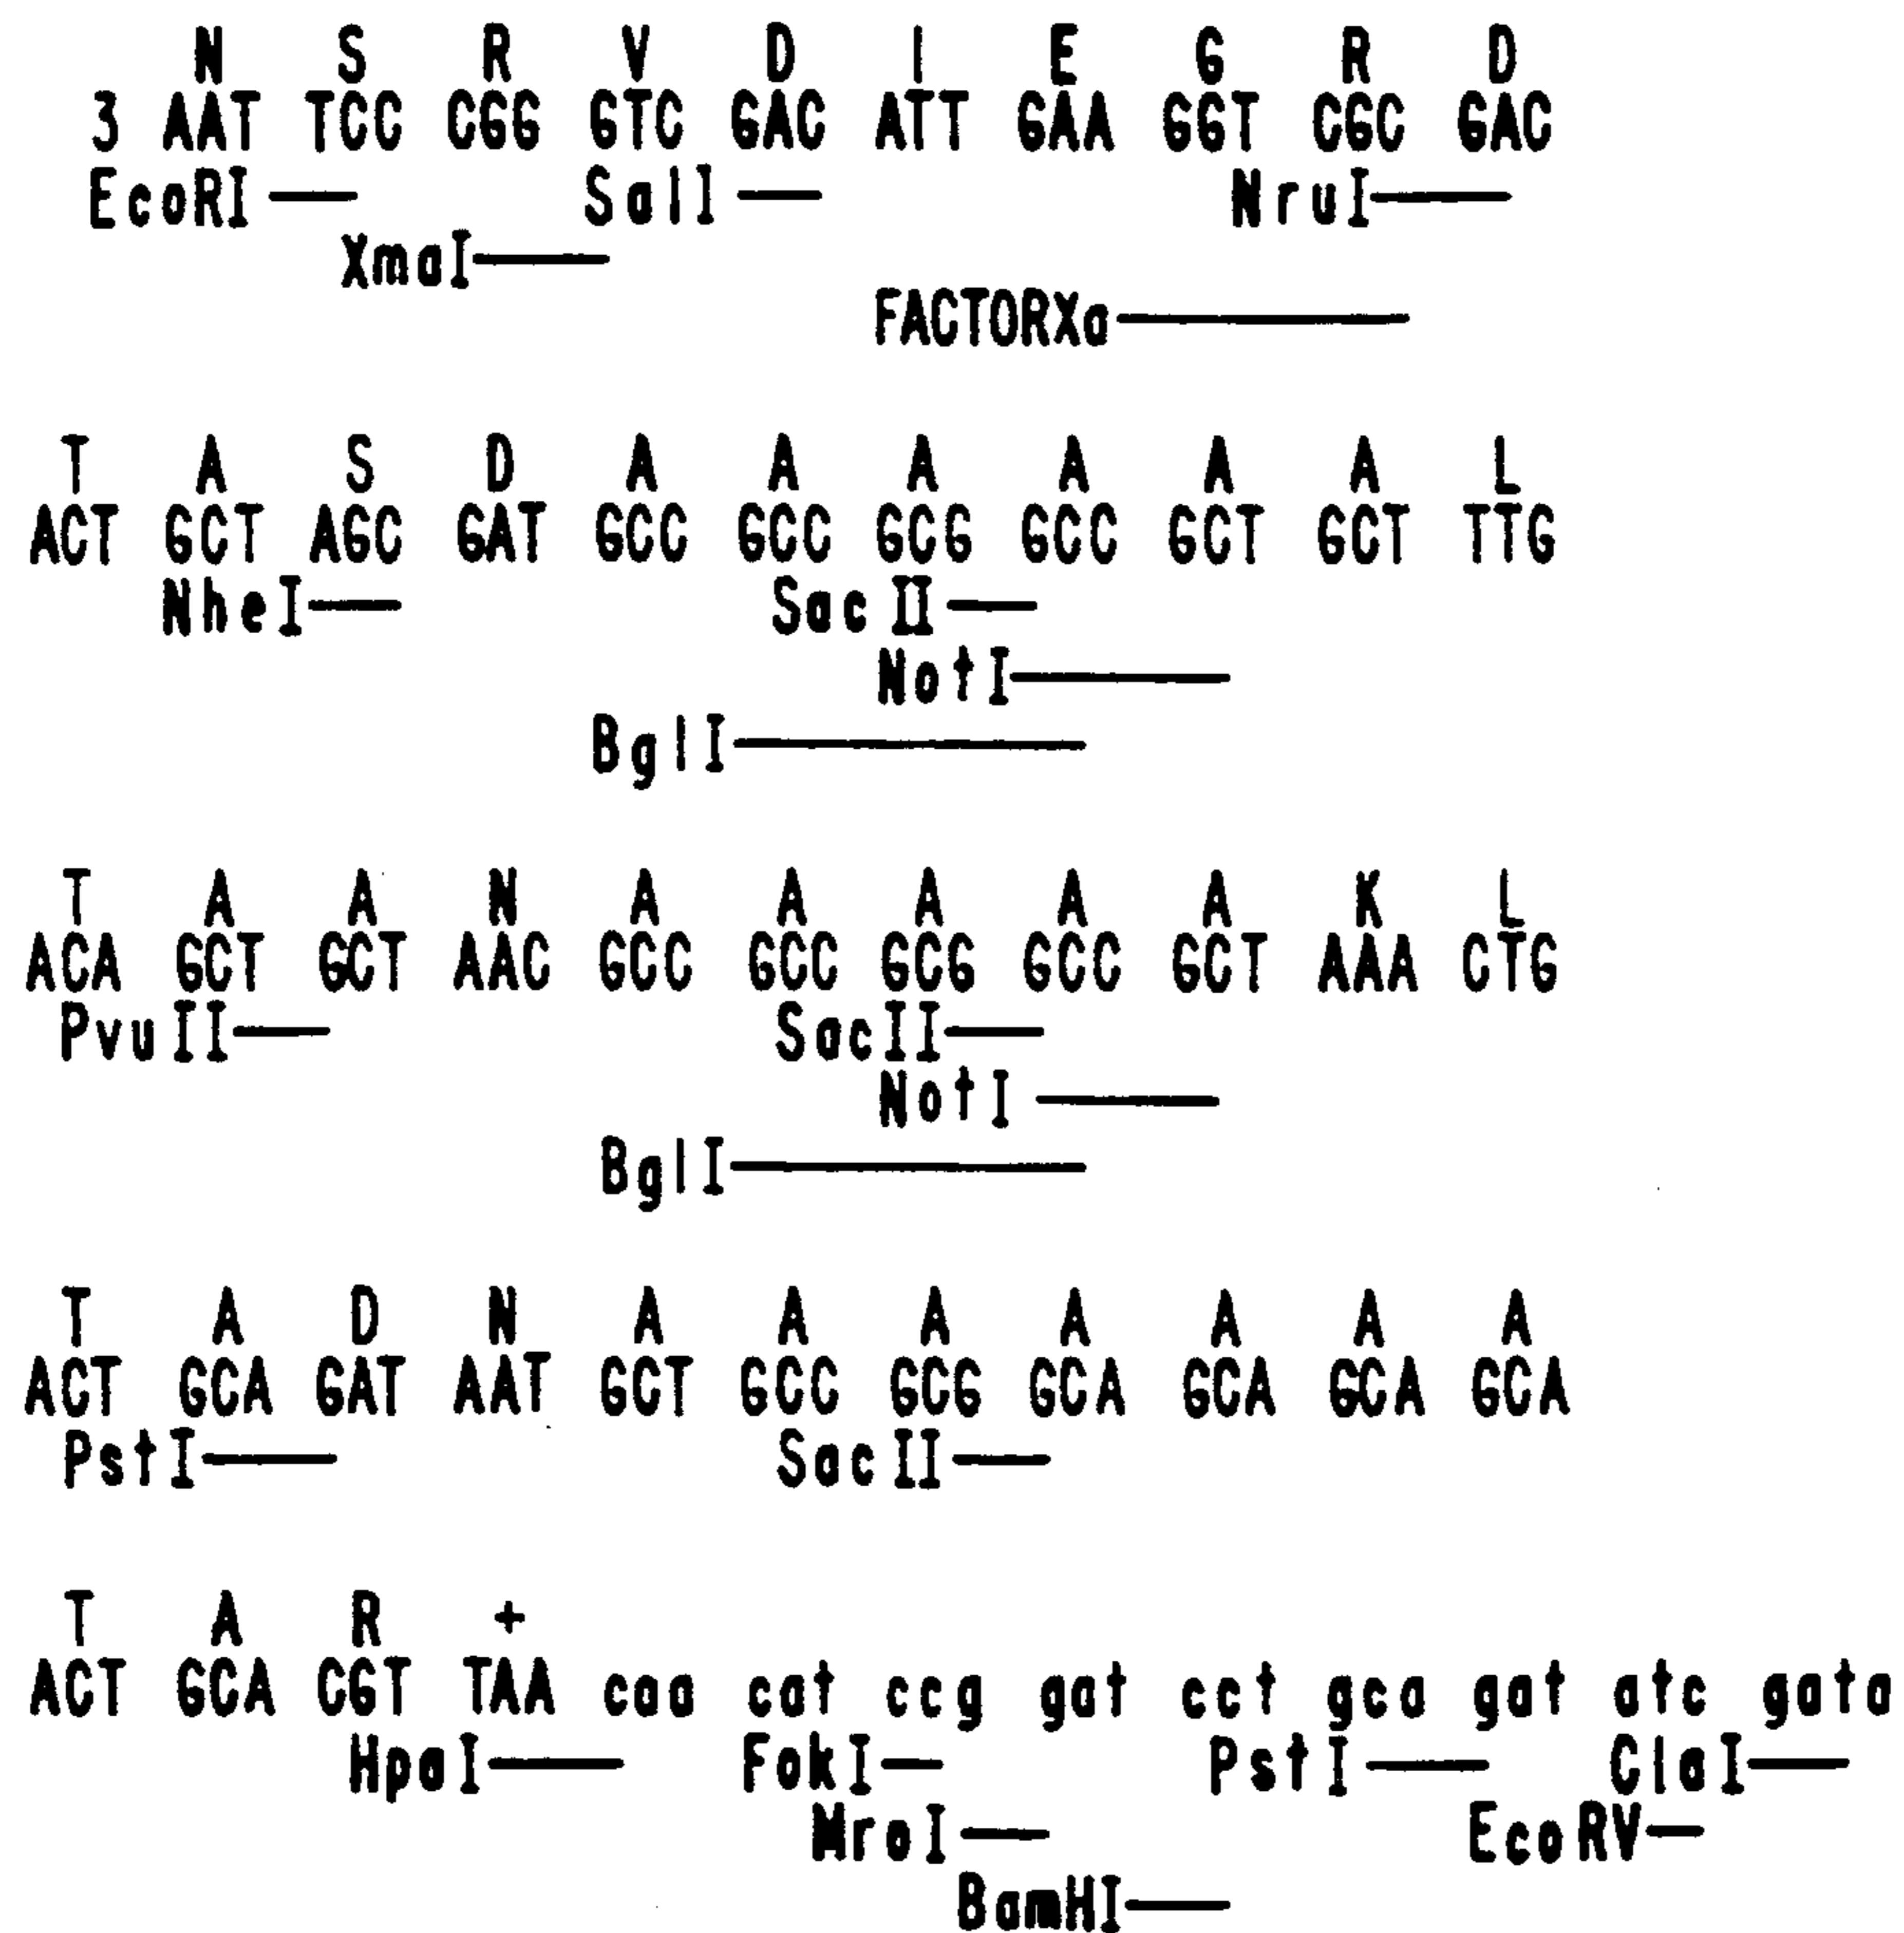 N S R V D I E G R D
3 AAT TCC CGG GTC GAC ATT GAA GGT CGC GAC
EcoRI SalI NruI
XmaI
FACTORXa
T A S D A A A A A A L
ACT GCT AGC GAT GCC GCC GCG GCC GCT GCT TTG
NheI SacII
NotI
BglI
T A A N A A A A A K L
ACA GCT GCT AAC GCC GCC GCG GCC GCT AAA CTG
PvuII SacII
NotI
BglI
T A D N A A A A A A A
ACT GCA GAT AAT GCT GCC GCG GCA GCA GCA GCA
PstI SacII
T A R +
ACT GCA CGT TAA caa cat ccg gat cct gca gat atc gata
HpaI FokI PstI ClaI
MroI EcoRV
BamHI